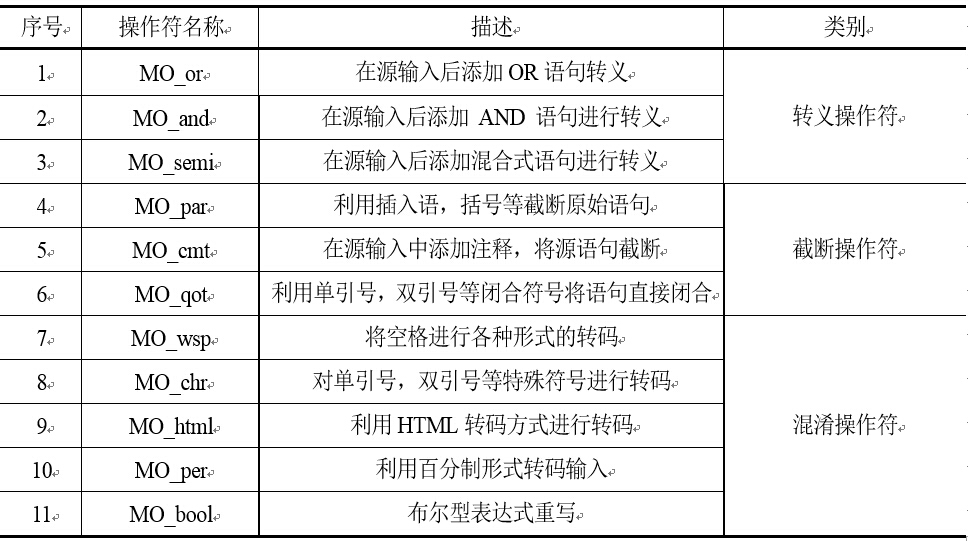 序号 操作符名称 描述 类别
1 MO_or 在源输入后添加 OR 语句转义
2 MO_and 在源输入后添加 AND 语句进行转义 转义操作符
3 MO_semi 在源输入后添加混合式语句进行转义
4 MO_par 利用插入语，括号等截断原始语句
5 MO_cmt 在源输入中添加注释，将源语句截断 截断操作符
6 MO_qot 利用单引号，双引号等闭合符号将语句直接闭合
7 MO_wsp 将空格进行各种形式的转码
8 MO_chr 对单引号，双引号等特殊符号进行转码
9 MO_html 利用 HTML 转码方式进行转码 混淆操作符
10 MO_per 利用百分制形式转码输入
11 MO_bool 布尔型表达式重写